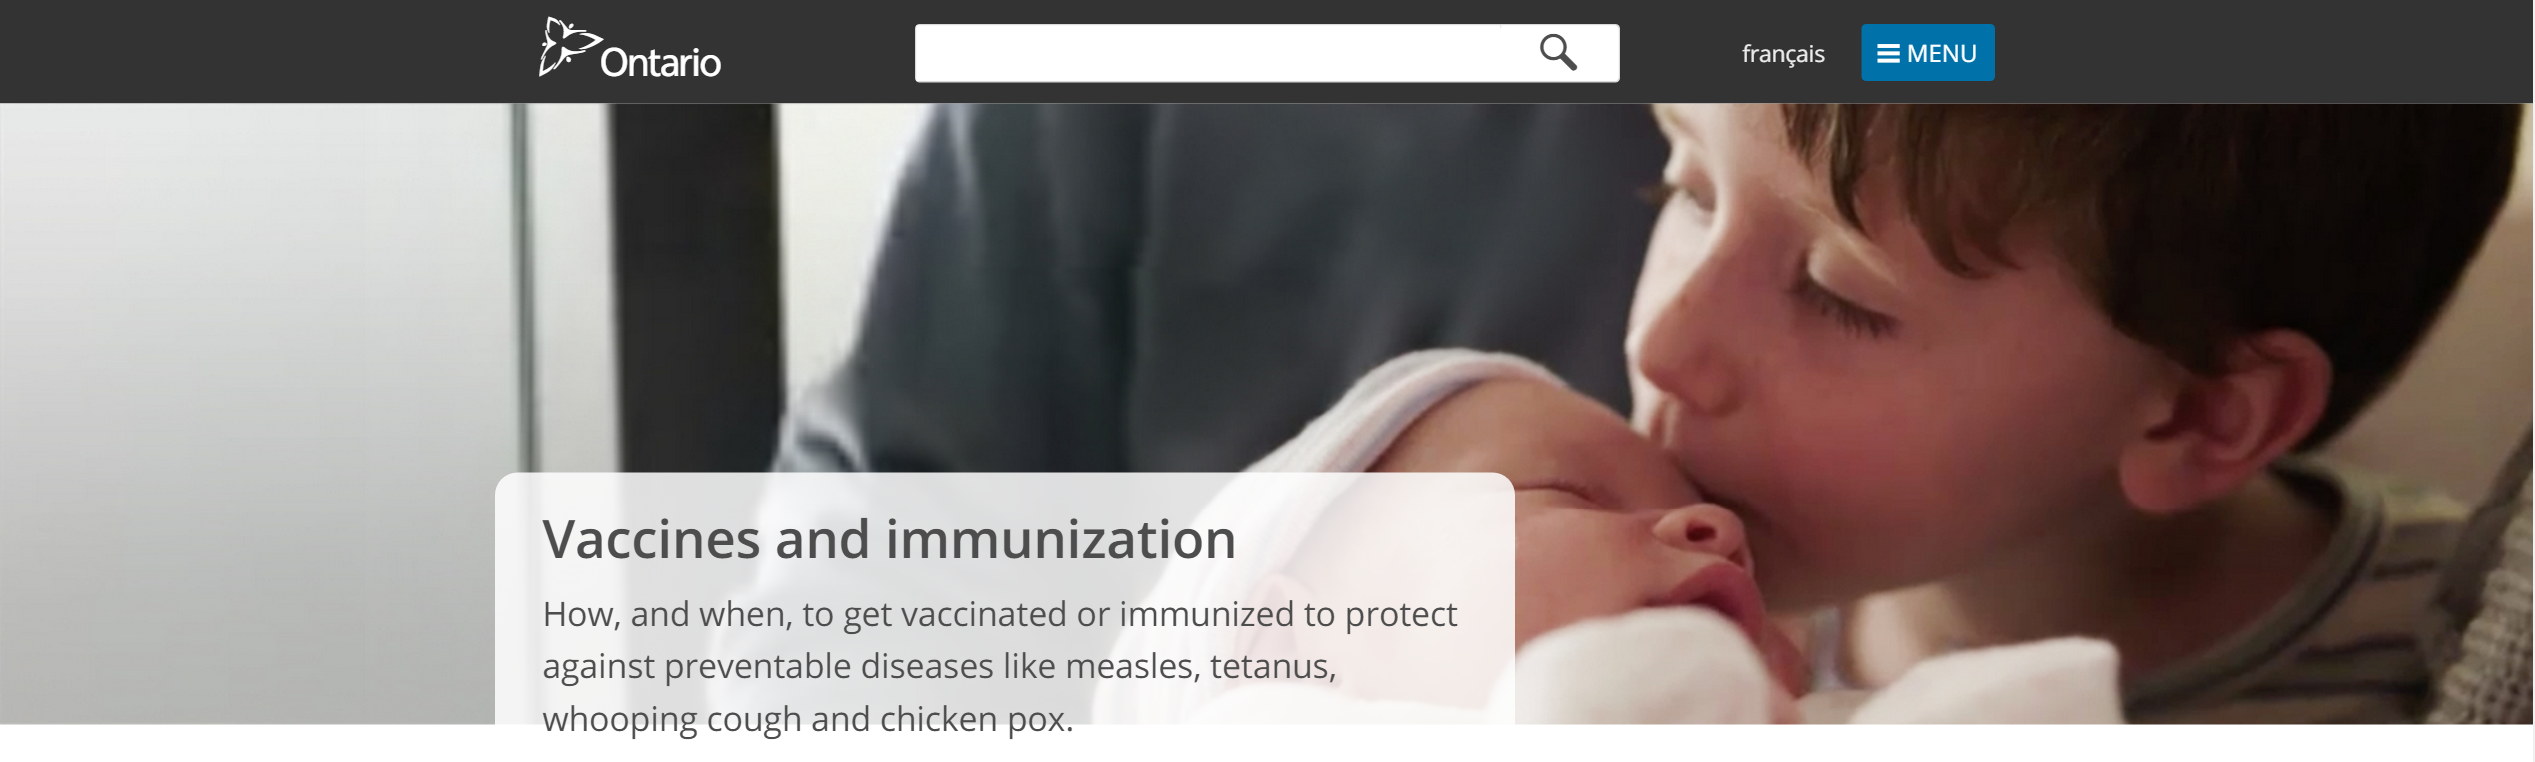 Ontario
français
MENU
Vaccines and immunization
How, and when, to get vaccinated or immunized to protect
against preventable diseases like measles, tetanus,
whooping cough and chicken pox.